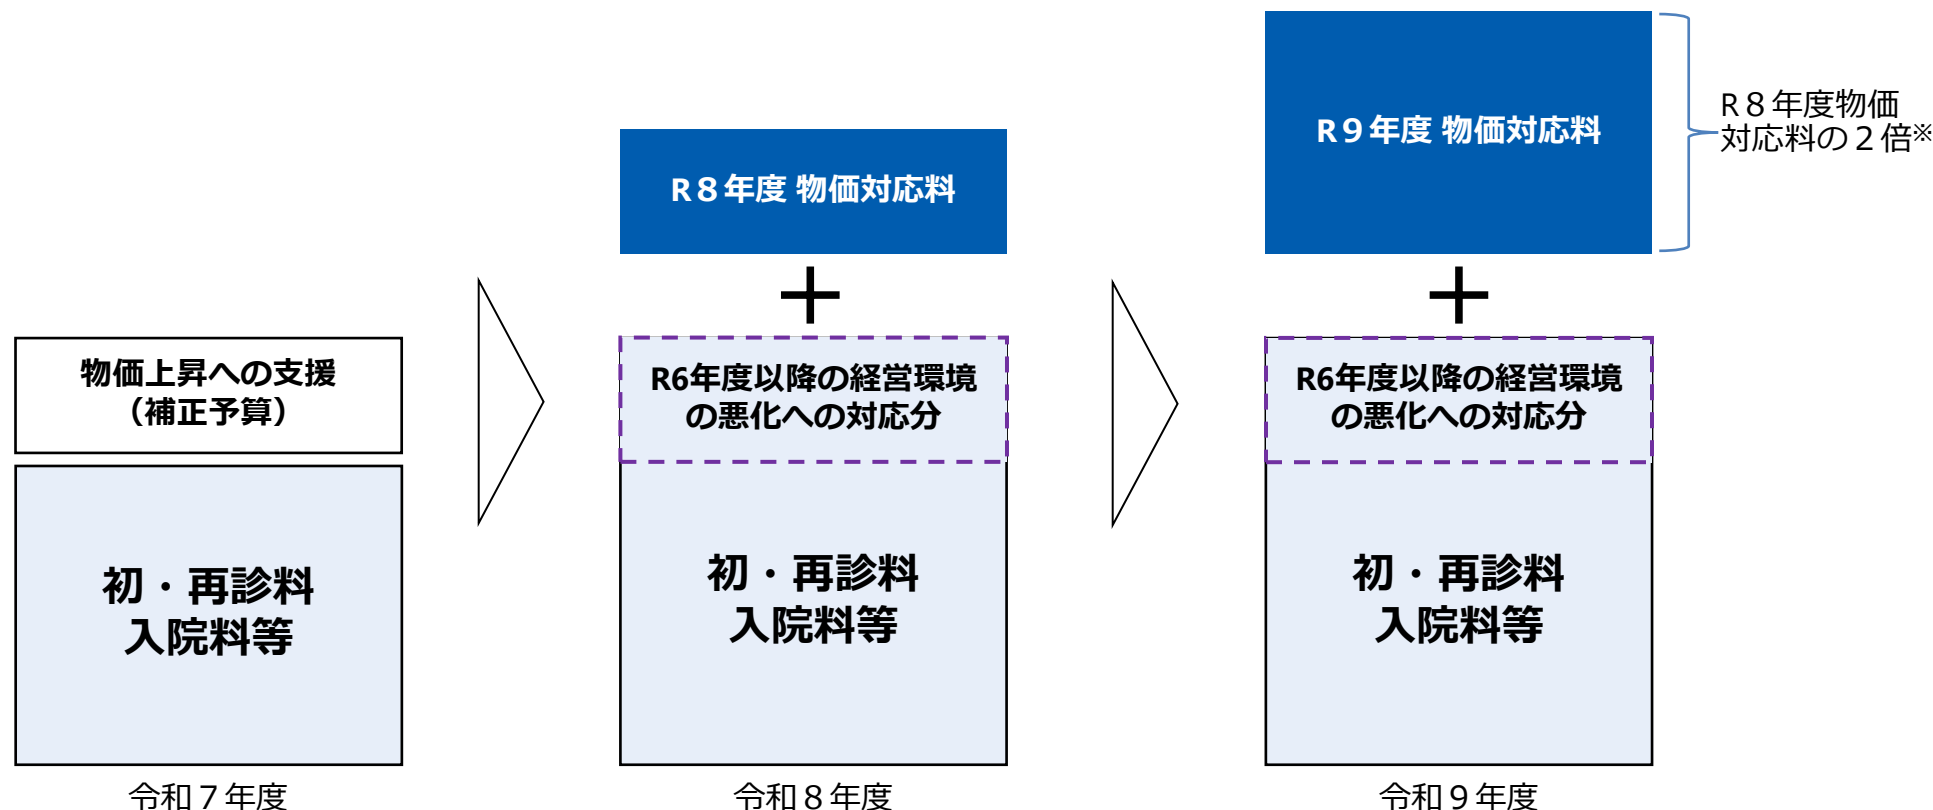 物価上昇への支援
（補正予算）
初・再診料
入院料等
令和７年度
R８年度 物価対応料
＋
R6年度以降の経営環境
の悪化への対応分
初・再診料
入院料等
令和８年度
R９年度 物価対応料
R８年度物価
対応料の２倍※
＋
R6年度以降の経営環境
の悪化への対応分
初・再診料
入院料等
令和９年度